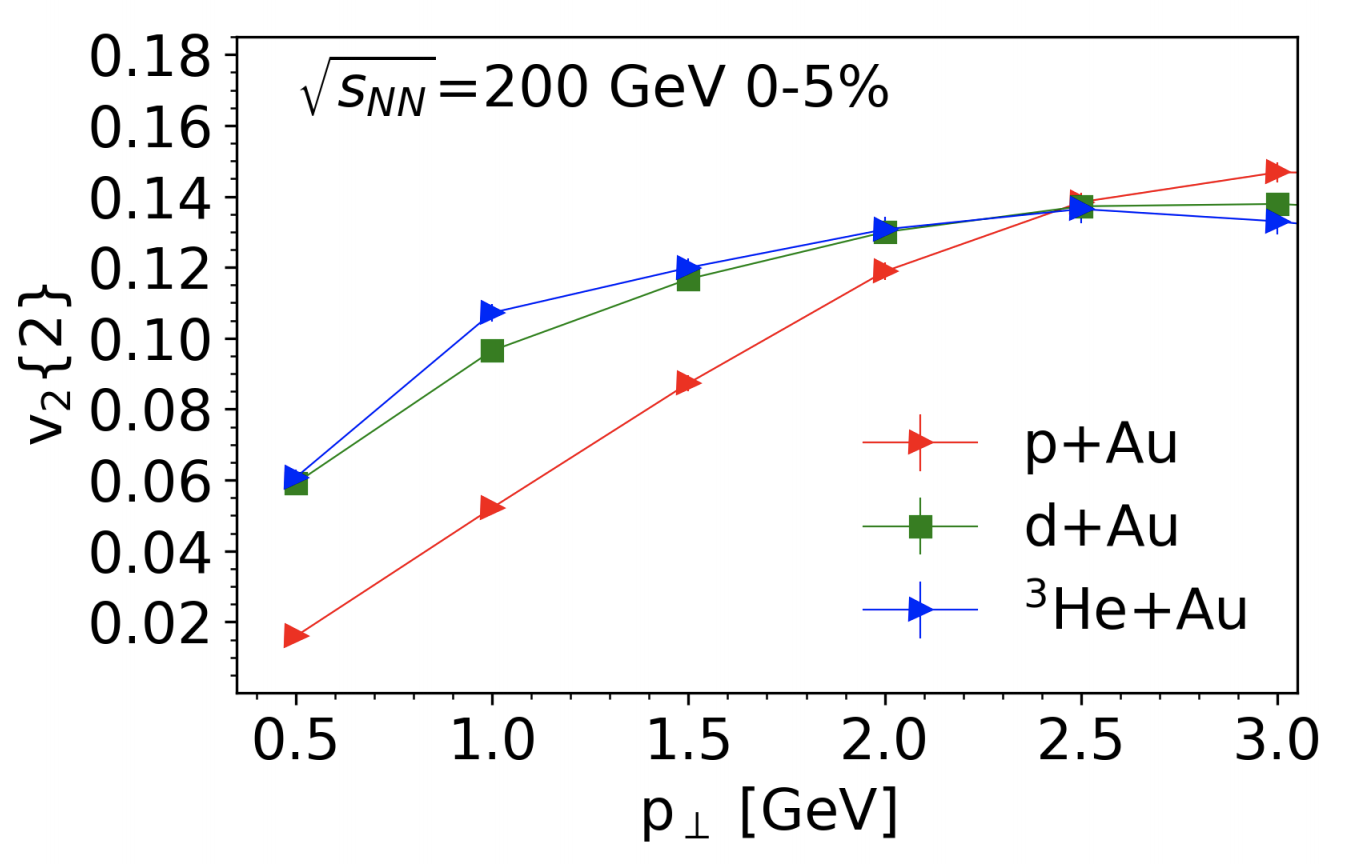 √s_NN=200 GeV 0-5%
0.18
0.16
0.14
0.12
0.10
0.08
0.06
0.04
0.02
v₂{2}
p+Au
d+Au
³He+Au
0.5 1.0 1.5 2.0 2.5 3.0
p⊥ [GeV]